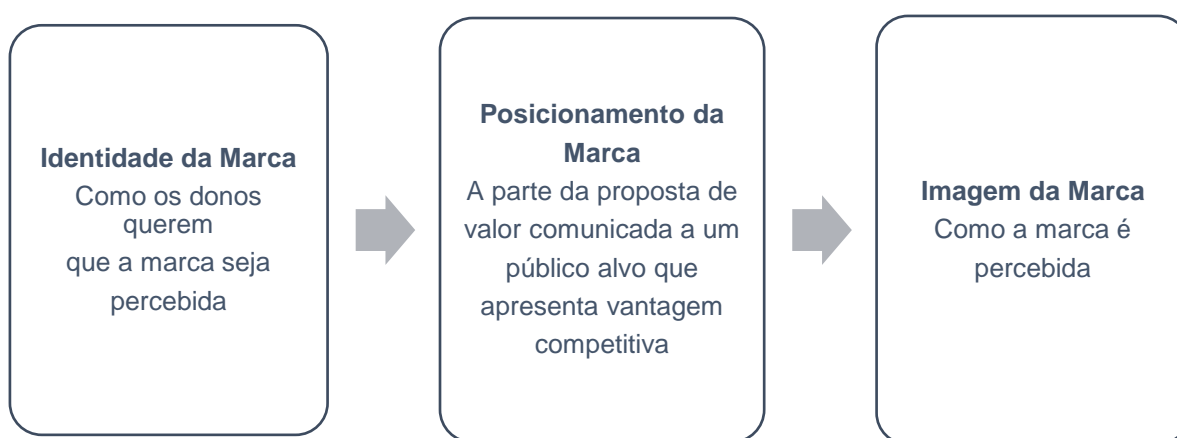 Identidade da Marca
Como os donos
querem
que a marca seja
percebida
Posicionamento da
Marca
A parte da proposta de
valor comunicada a um
público alvo que
apresenta vantagem
competitiva
Imagem da Marca
Como a marca é
percebida